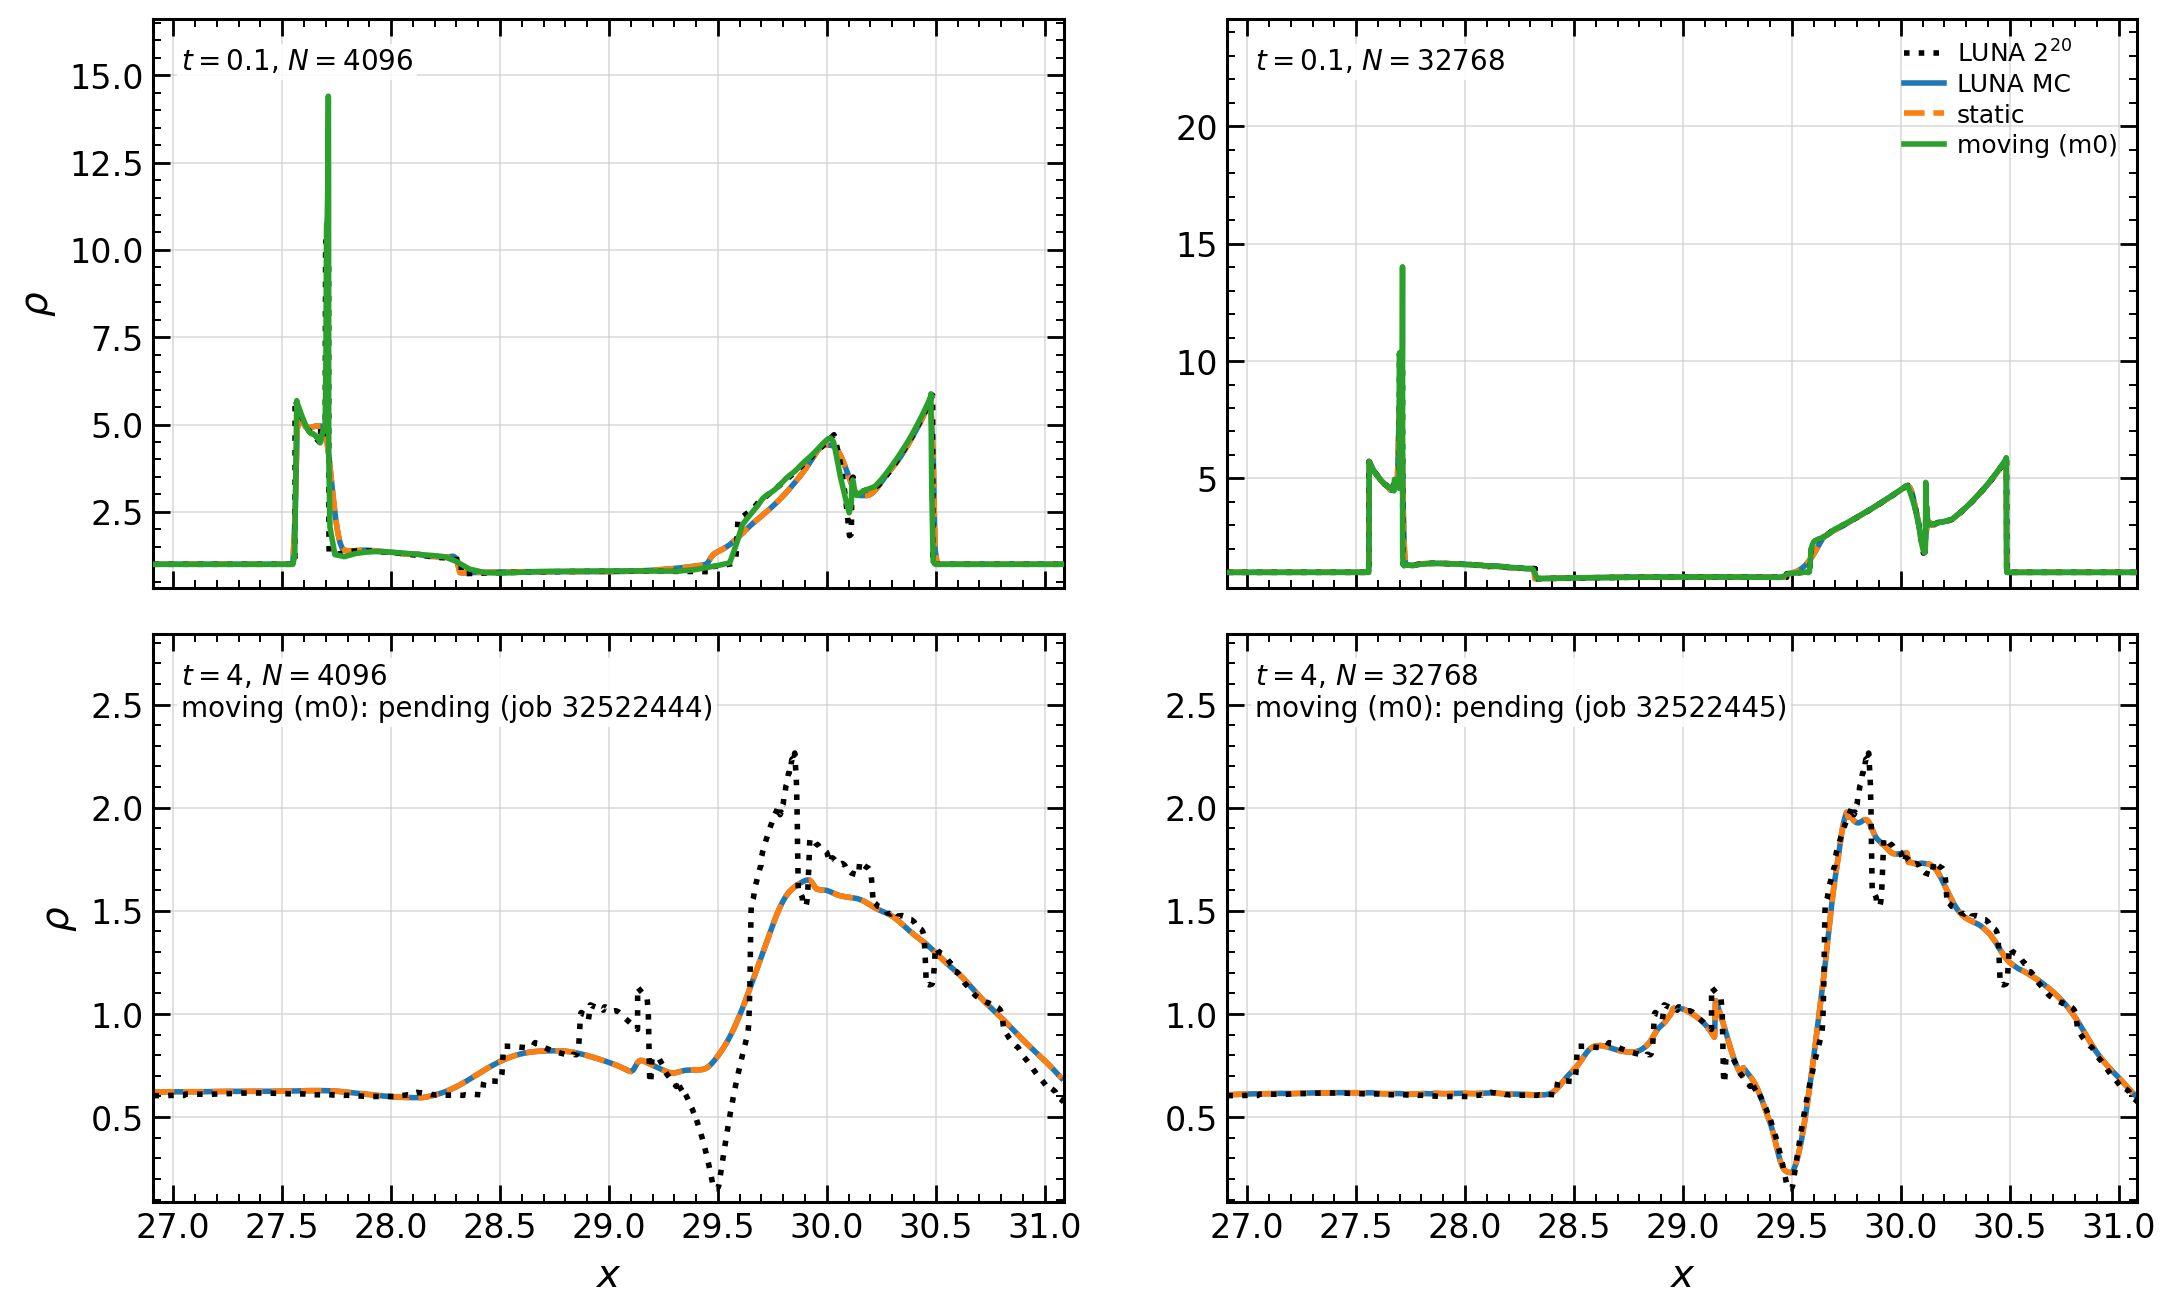 t = 0.1, N = 4096
15.0
12.5
10.0
7.5
5.0
2.5
ρ
t = 0.1, N = 32768
LUNA 2^20
LUNA MC
static
moving (m0)
20
15
10
5
t = 4, N = 4096
moving (m0): pending (job 32522444)
2.5
2.0
1.5
1.0
0.5
ρ
27.0 27.5 28.0 28.5 29.0 29.5 30.0 30.5 31.0
x
t = 4, N = 32768
moving (m0): pending (job 32522445)
2.5
2.0
1.5
1.0
0.5
27.0 27.5 28.0 28.5 29.0 29.5 30.0 30.5 31.0
x